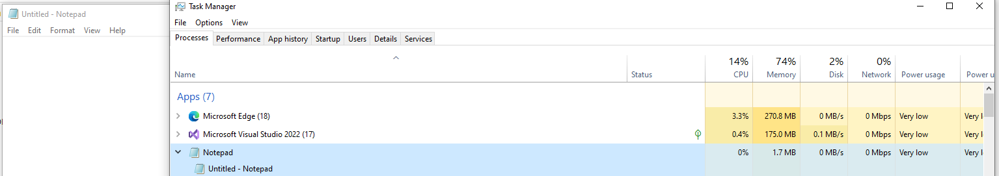 Untitled - Notepad
File Edit Format View Help
Task Manager
File Options View
Processes Performance App history Startup Users Details Services
14% 74% 2% 0%
Name Status CPU Memory Disk Network Power usage Power u
Apps (7)
Microsoft Edge (18) 3.3% 270.8 MB 0 MB/s 0 Mbps Very low Very l
Microsoft Visual Studio 2022 (17) 0.4% 175.0 MB 0.1 MB/s 0 Mbps Very low Very l
Notepad 0% 1.7 MB 0 MB/s 0 Mbps Very low Very l
Untitled - Notepad